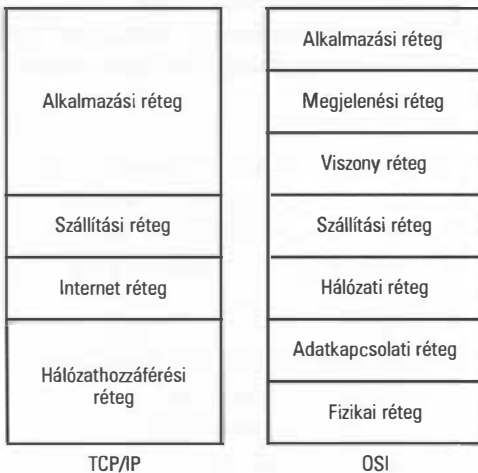 Alkalmazási réteg
Szállítási réteg
Internet réteg
Hálózathozzáférési
réteg
TCP/IP
Alkalmazási réteg
Megjelenési réteg
Viszony réteg
Szállítási réteg
Hálózati réteg
Adatkapcsolati réteg
Fizikai réteg
OSI